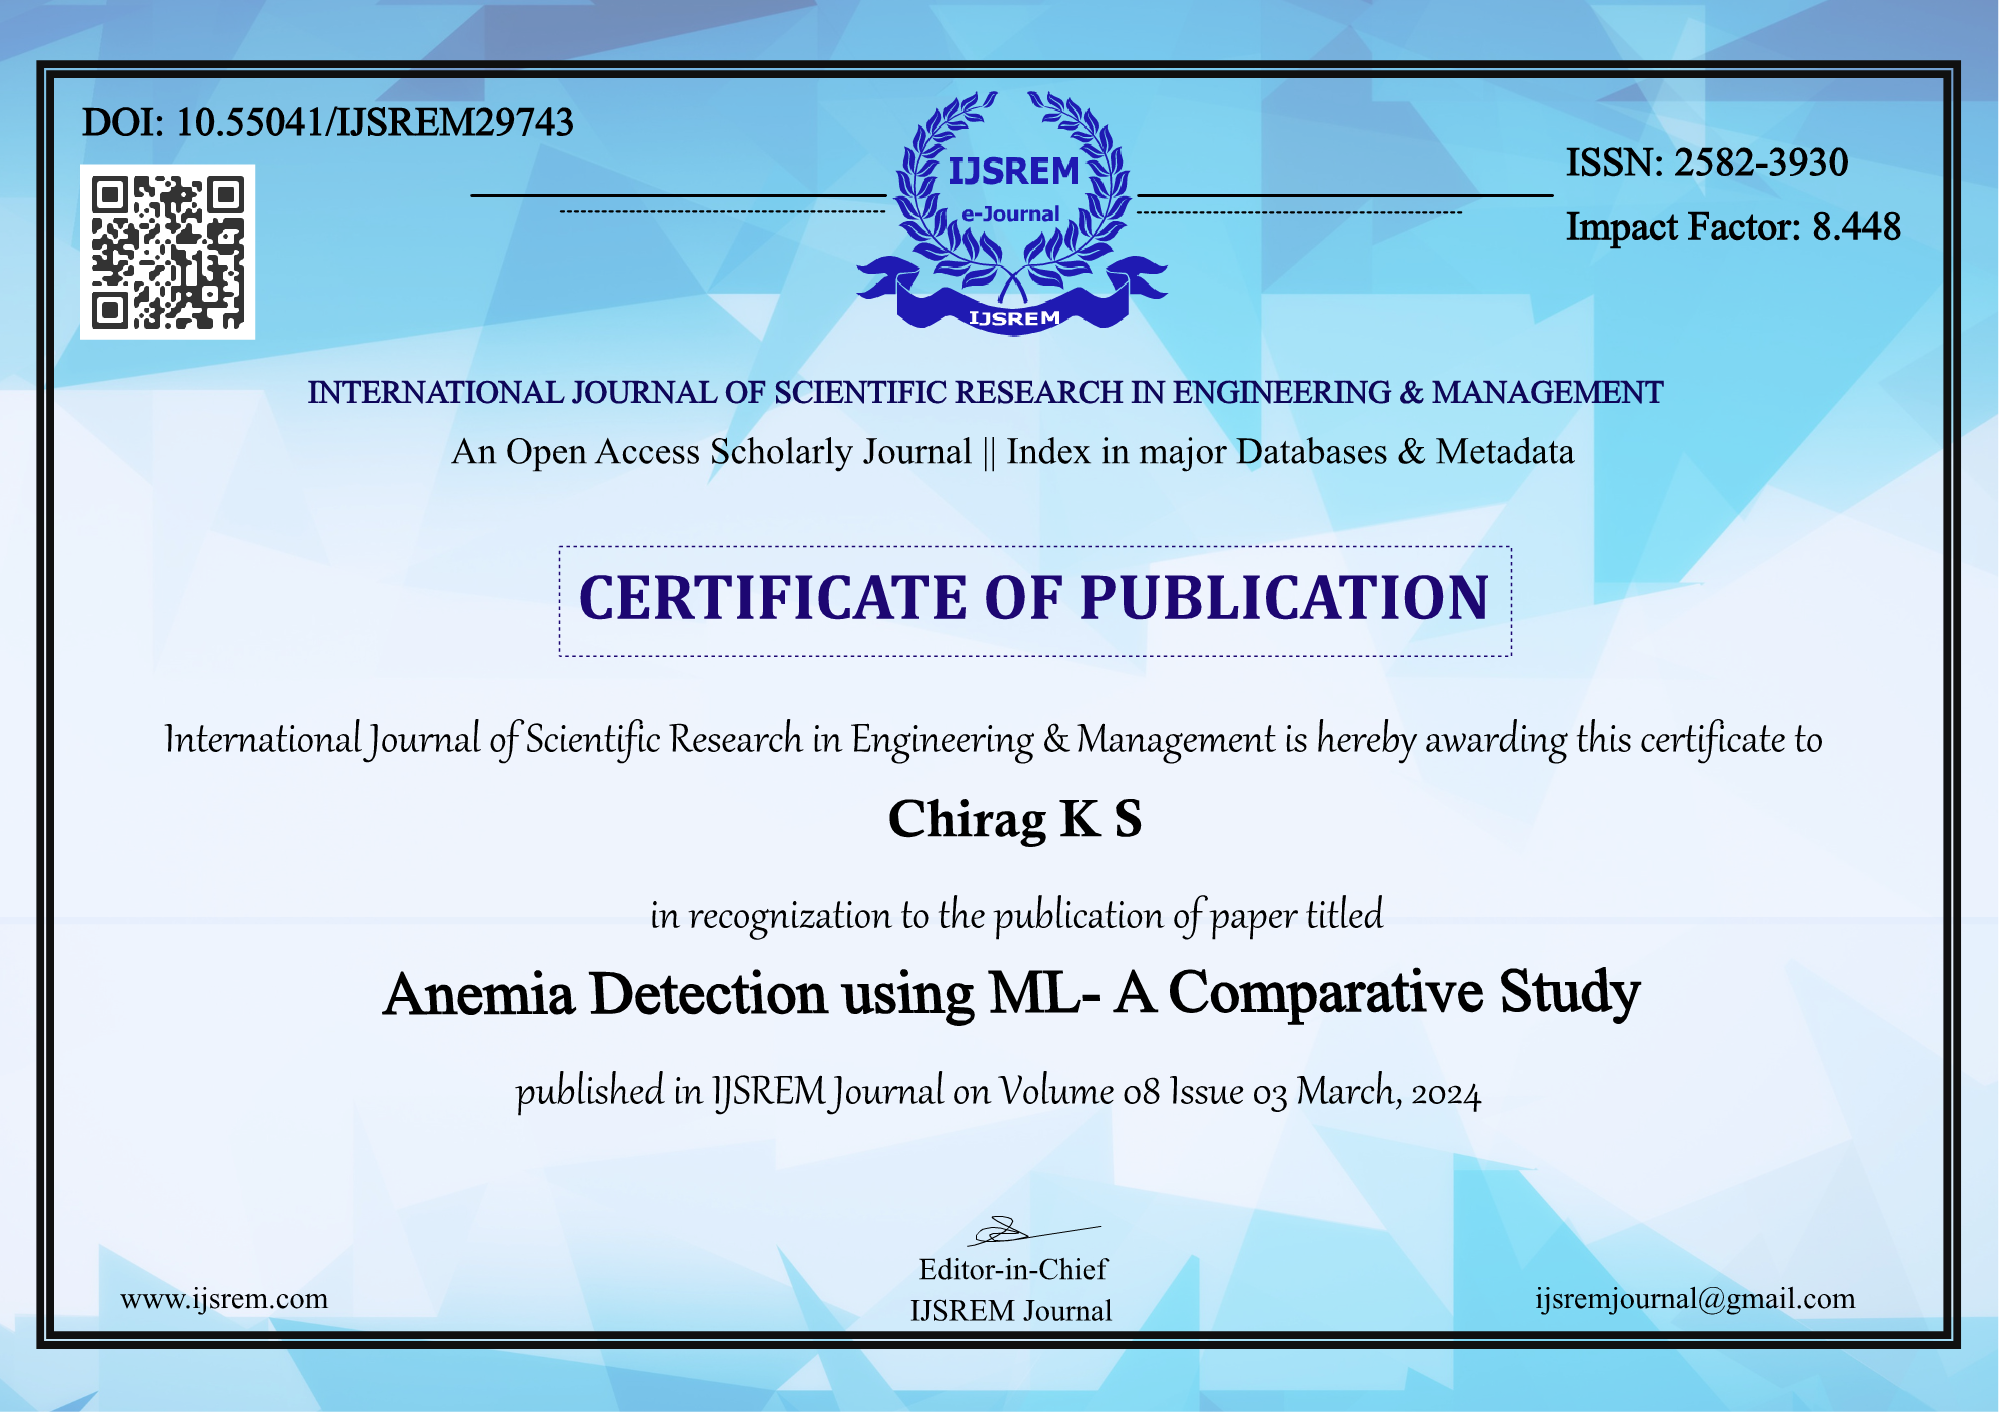 DOI: 10.55041/IJSREM29743
ISSN: 2582-3930
Impact Factor: 8.448
IJSREM
e-Journal
IJSREM
INTERNATIONAL JOURNAL OF SCIENTIFIC RESEARCH IN ENGINEERING & MANAGEMENT
An Open Access Scholarly Journal || Index in major Databases & Metadata
CERTIFICATE OF PUBLICATION
International Journal of Scientific Research in Engineering & Management is hereby awarding this certificate to
Chirag K S
in recognization to the publication of paper titled
Anemia Detection using ML- A Comparative Study
published in IJSREM Journal on Volume 08 Issue 03 March, 2024
Editor-in-Chief
IJSREM Journal
www.ijsrem.com
ijsremjournal@gmail.com